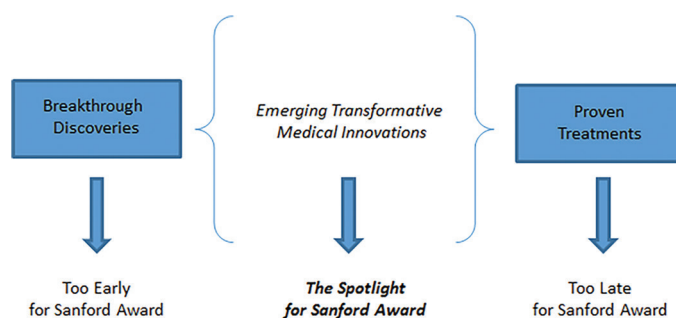 Breakthrough
Discoveries
Emerging Transformative
Medical Innovations
Proven
Treatments
Too Early
for Sanford Award
The Spotlight
for Sanford Award
Too Late
for Sanford Award